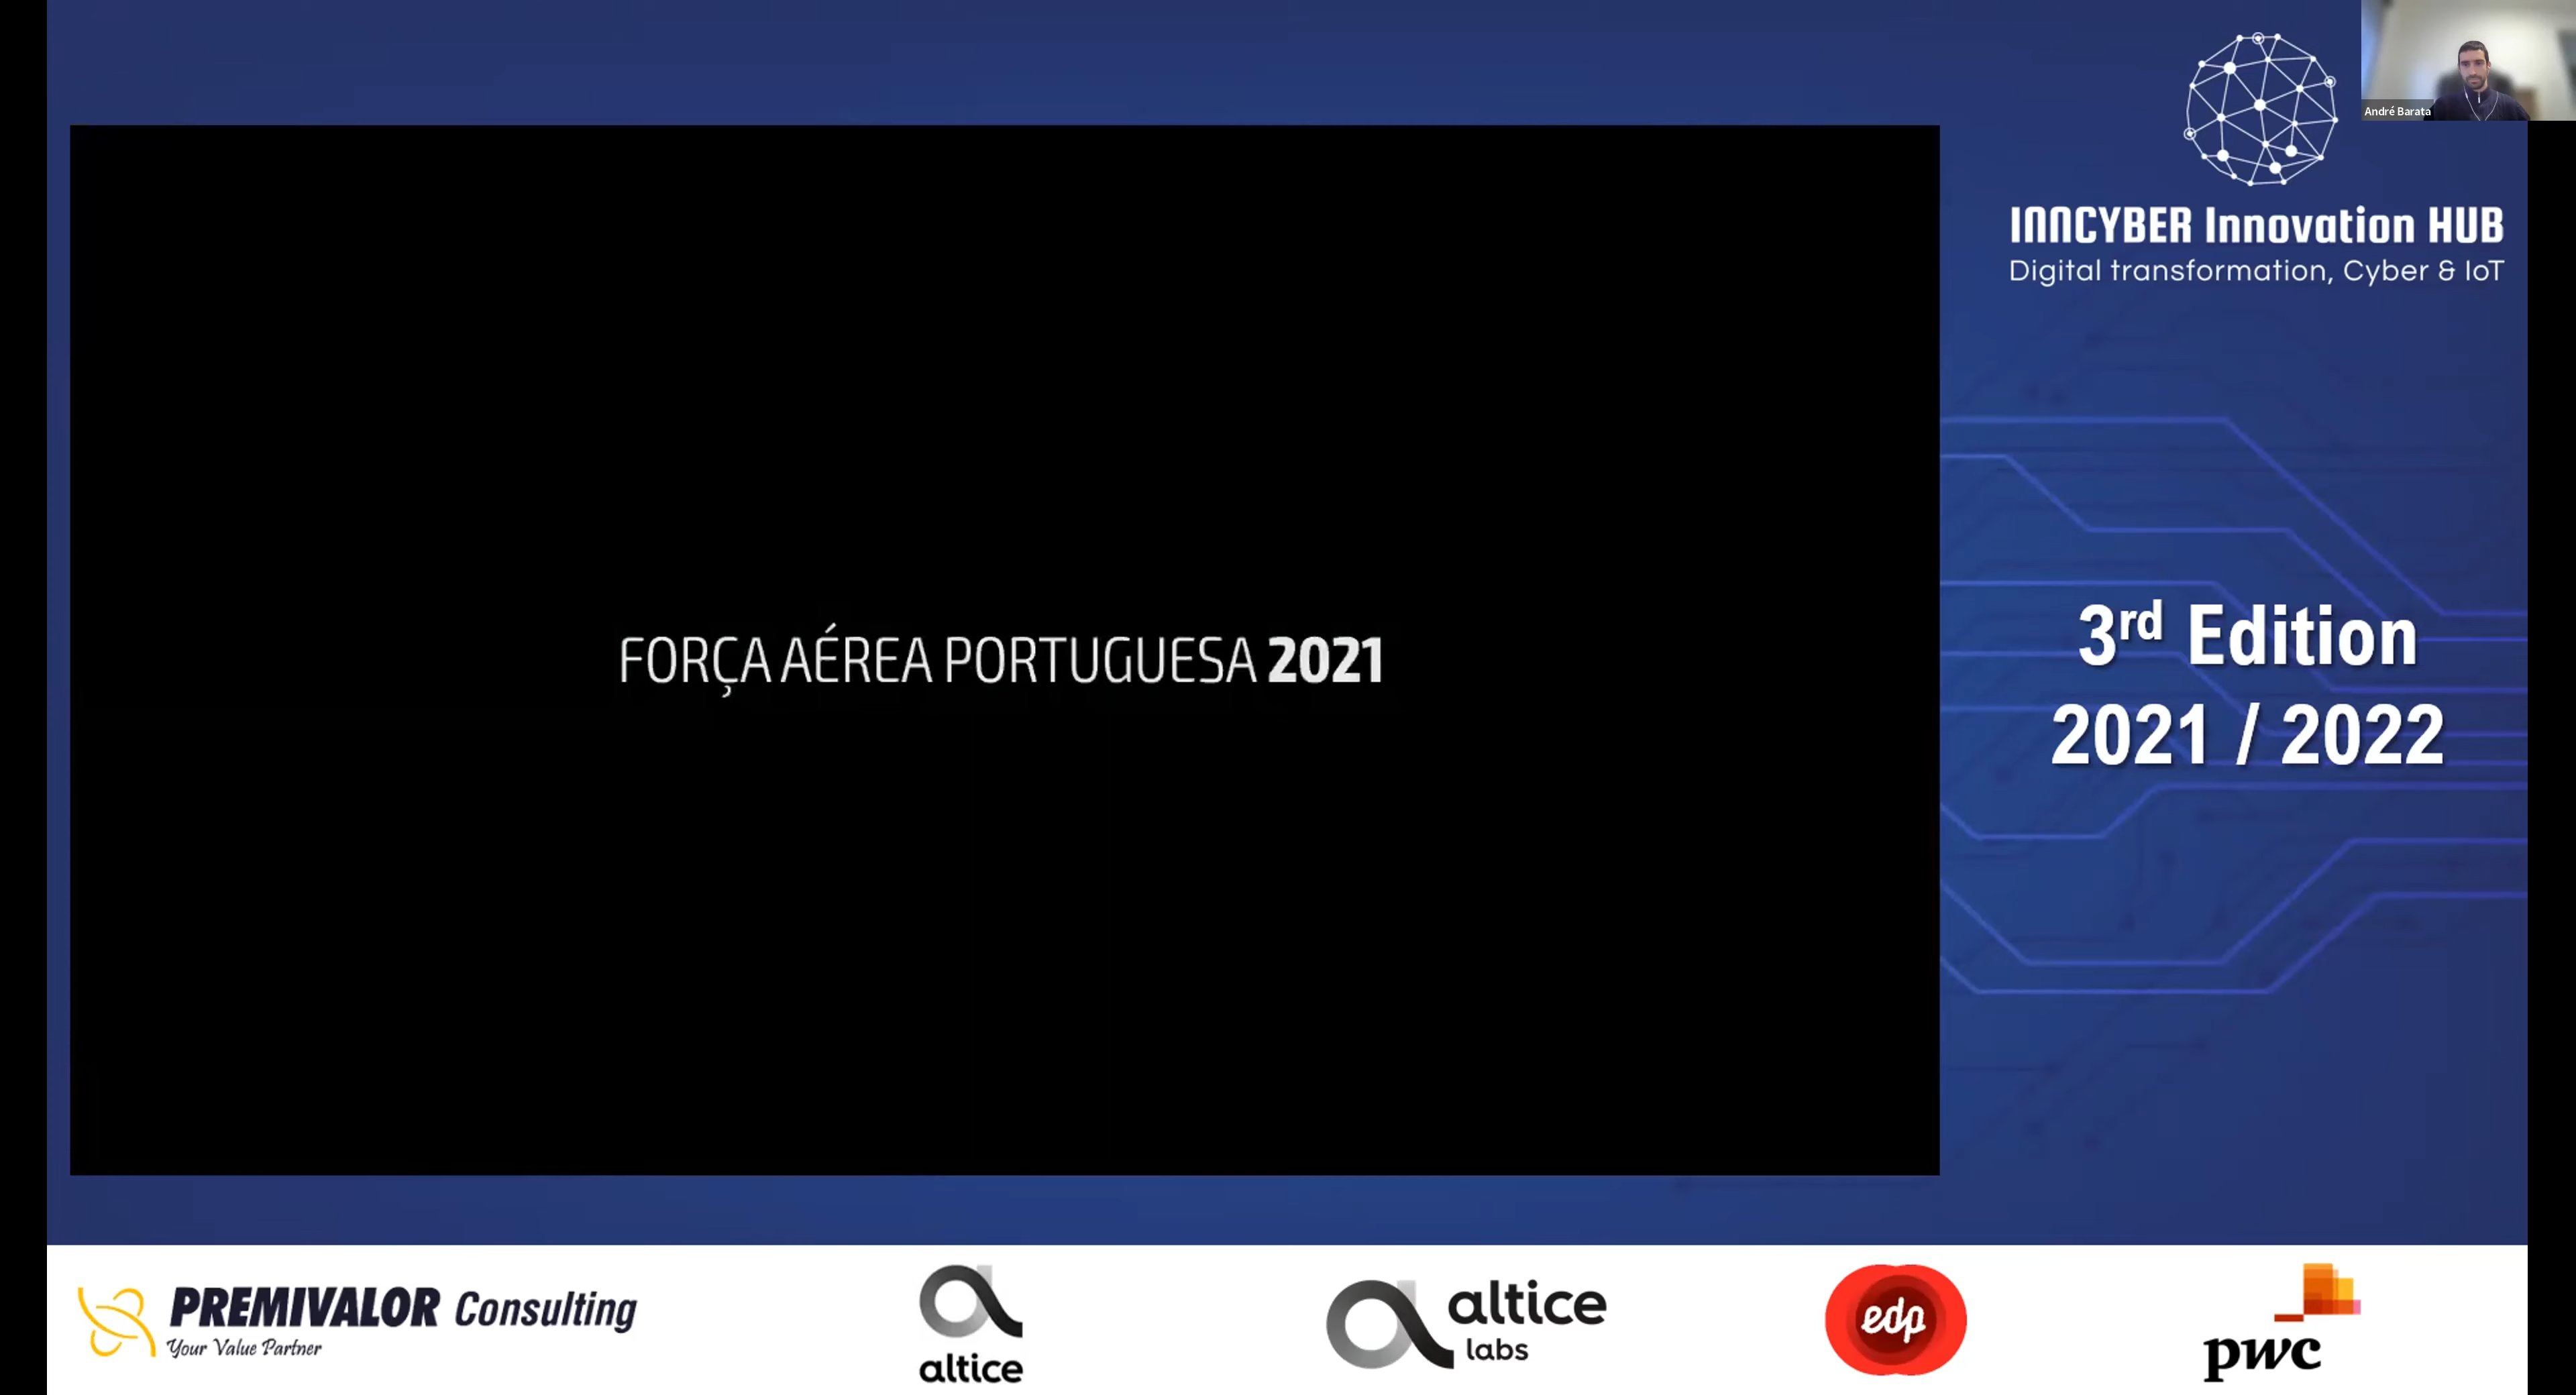 André Barata
INNCYBER Innovation HUB
Digital transformation, Cyber & IoT
FORÇA AÉREA PORTUGUESA 2021
3rd Edition
2021 / 2022
PREMIVALOR Consulting
Your Value Partner
altice
altice
labs
edp
pwc